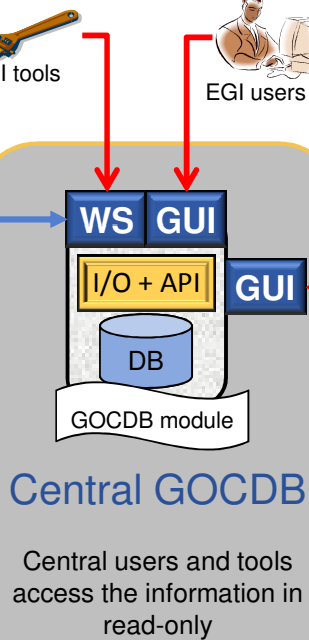 I tools
EGI users
WS GUI
I/O + API
GUI
DB
GOCDB module
Central GOCDB
Central users and tools
access the information in
read-only